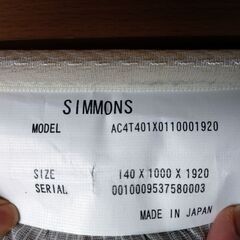 SIMMONS
MODEL AC4T401X0110001920
SIZE 140 X 1000 X 1920
SERIAL 0010009537580003
MADE IN JAPAN